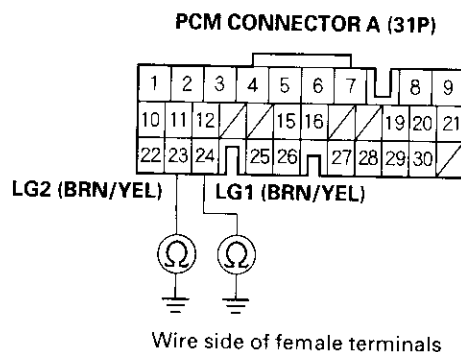 PCM CONNECTOR A (31P)
1 2 3 4 5 6 7 8 9
10 11 12 15 16 19 20 21
22 23 24 25 26 27 28 29 30
LG2 (BRN/YEL) LG1 (BRN/YEL)
Ω Ω
Wire side of female terminals